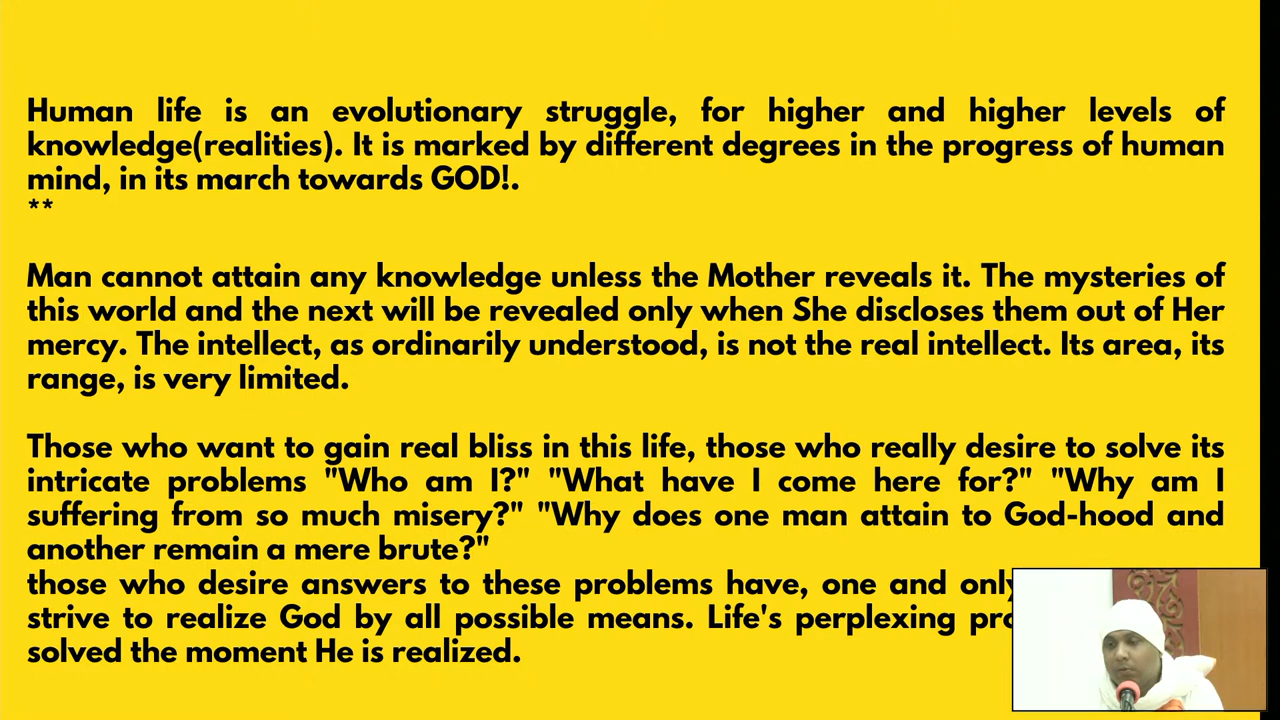 Human life is an evolutionary struggle, for higher and higher levels of
knowledge(realities). It is marked by different degrees in the progress of human
mind, in its march towards GOD!.
**
Man cannot attain any knowledge unless the Mother reveals it. The mysteries of
this world and the next will be revealed only when She discloses them out of Her
mercy. The intellect, as ordinarily understood, is not the real intellect. Its area, its
range, is very limited.
Those who want to gain real bliss in this life, those who really desire to solve its
intricate problems "Who am I?" "What have I come here for?" "Why am I
suffering from so much misery?" "Why does one man attain to God-hood and
another remain a mere brute?"
those who desire answers to these problems have, one and only
strive to realize God by all possible means. Life's perplexing
solved the moment He is realized.